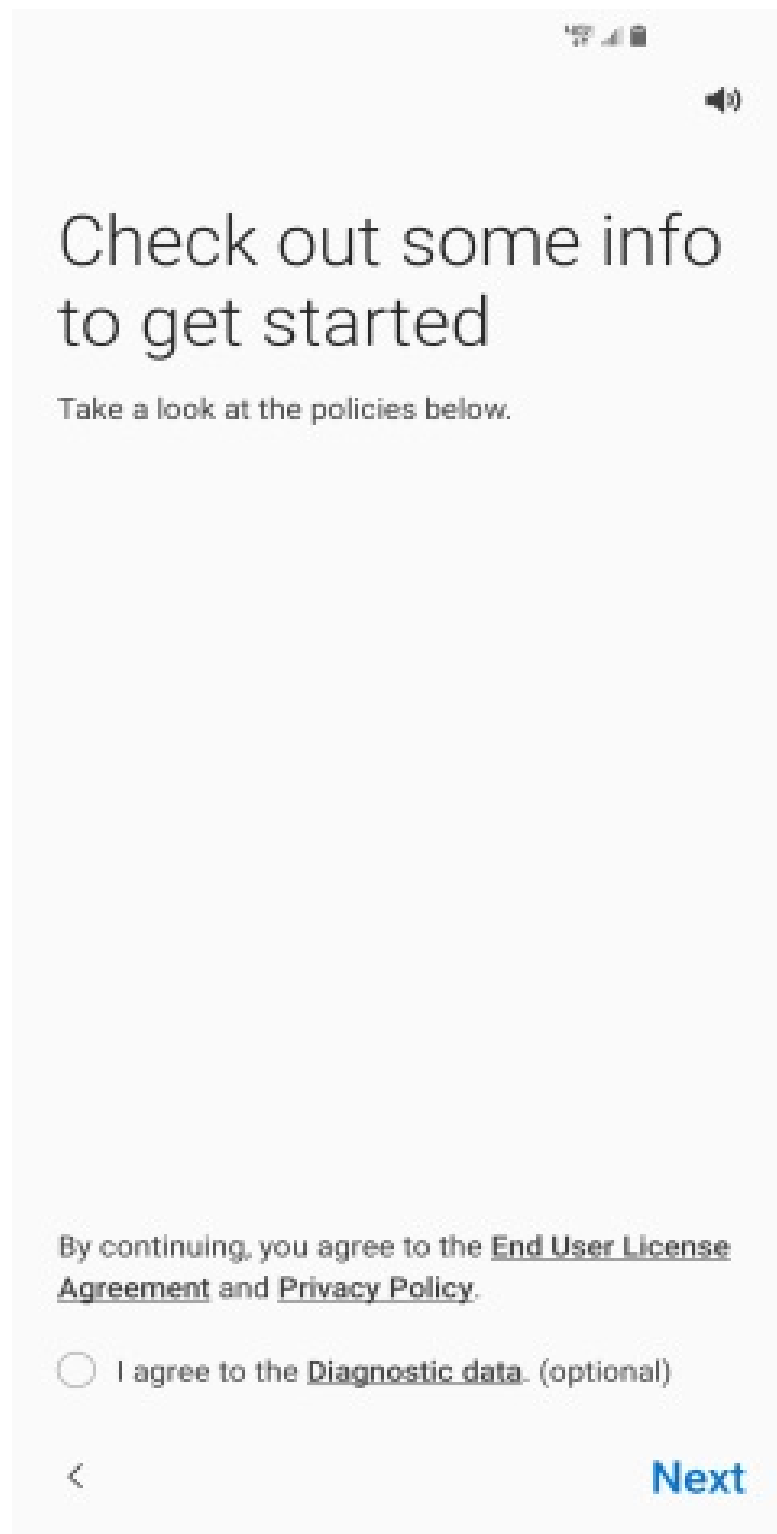 Check out some info
to get started
Take a look at the policies below.
By continuing, you agree to the End User License
Agreement and Privacy Policy.
I agree to the Diagnostic data. (optional)
Next